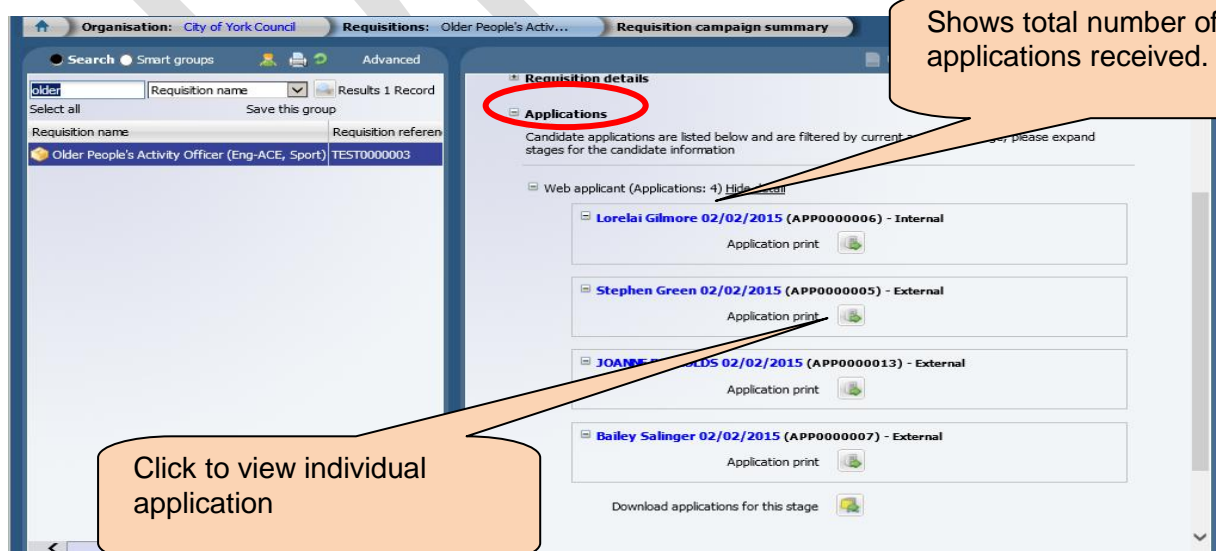 Organisation: City of York Council Requisitions: Older People's Activ... Requisition campaign summary
Shows total number of
applications received.
Search Smart groups Advanced
older Requisition name Results 1 Record
Select all Save this group
Requisition name Requisition referen
Older People's Activity Officer (Eng-ACE, Sport) TEST0000003
Requisition details
Applications
Candidate applications are listed below and are filtered by current please expand
stages for the candidate information
Web applicant (Applications: 4) Hide detail
Lorelai Gilmore 02/02/2015 (APP0000006) - Internal
Application print
Stephen Green 02/02/2015 (APP0000005) - External
Application print
02/02/2015 (APP0000013) - External
Application print
Bailey Salinger 02/02/2015 (APP0000007) - External
Application print
Download applications for this stage
Click to view individual
application